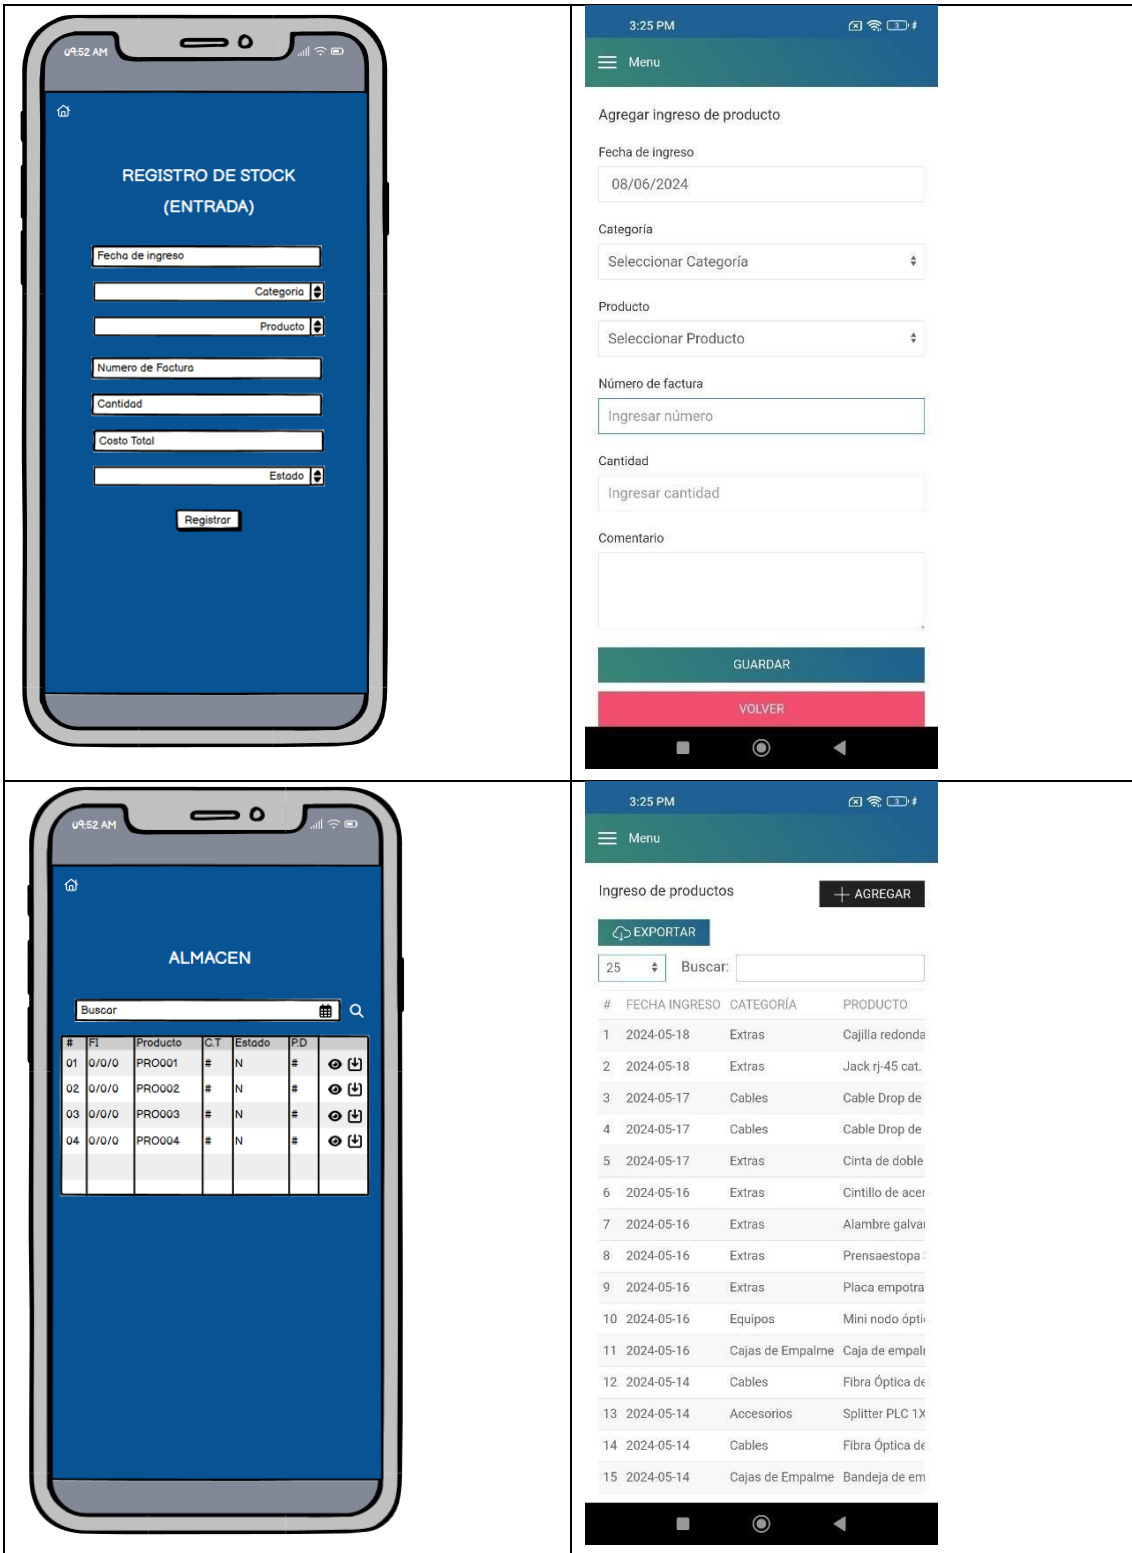 09:52 AM
REGISTRO DE STOCK
(ENTRADA)
Fecha de ingreso
Categoria
Producto
Numero de Factura
Cantidad
Costo Total
Estado
Registrar
3:25 PM
3
Menu
Agregar ingreso de producto
Fecha de ingreso
08/06/2024
Categoría
Seleccionar Categoría
Producto
Seleccionar Producto
Número de factura
Ingresar número
Cantidad
Ingresar cantidad
Comentario
GUARDAR
VOLVER
09:52 AM
ALMACEN
Buscar
# FI Producto C.T Estado P.D
01 0/0/0 PRO001 # N #
02 0/0/0 PRO002 # N #
03 0/0/0 PRO003 # N #
04 0/0/0 PRO004 # N #
3:25 PM
3
Menu
Ingreso de productos
AGREGAR
EXPORTAR
25 Buscar:
# FECHA INGRESO CATEGORÍA PRODUCTO
1 2024-05-18 Extras Cajilla redonda
2 2024-05-18 Extras Jack rj-45 cat.
3 2024-05-17 Cables Cable Drop de
4 2024-05-17 Cables Cable Drop de
5 2024-05-17 Extras Cinta de doble
6 2024-05-16 Extras Cintillo de acer
7 2024-05-16 Extras Alambre galva
8 2024-05-16 Extras Prensaestopa
9 2024-05-16 Extras Placa empotra
10 2024-05-16 Equipos Mini nodo ópti
11 2024-05-16 Cajas de Empalme Caja de empal
12 2024-05-14 Cables Fibra Óptica de
13 2024-05-14 Accesorios Splitter PLC 1X
14 2024-05-14 Cables Fibra Óptica de
15 2024-05-14 Cajas de Empalme Bandeja de em